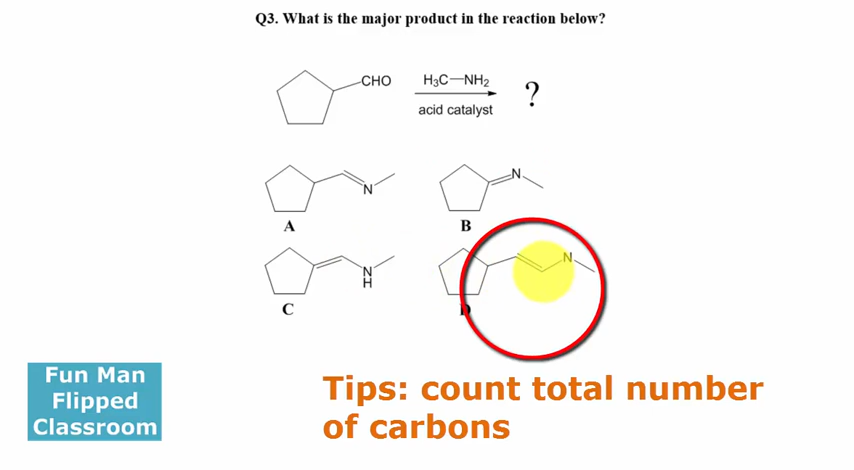 Q3. What is the major product in the reaction below?
CHO
H₃C—NH₂
acid catalyst
?
N
N
A
B
N
H
N
C
D
Fun Man
Flipped
Classroom
Tips: count total number
of carbons